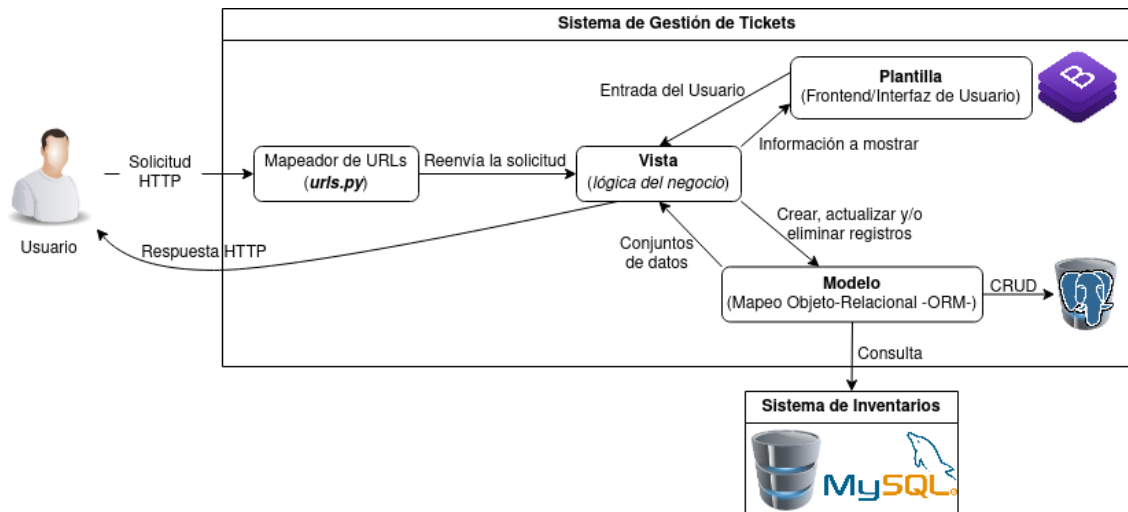 Sistema de Gestión de Tickets
Plantilla
(Frontend/Interfaz de Usuario)
B
Entrada del Usuario
Información a mostrar
Solicitud
HTTP
Mapeador de URLs
(urls.py)
Reenvía la solicitud
Vista
(lógica del negocio)
Usuario
Respuesta HTTP
Crear, actualizar y/o
eliminar registros
Conjuntos
de datos
Modelo
(Mapeo Objeto-Relacional -ORM-)
CRUD
Consulta
Sistema de Inventarios
MySQL